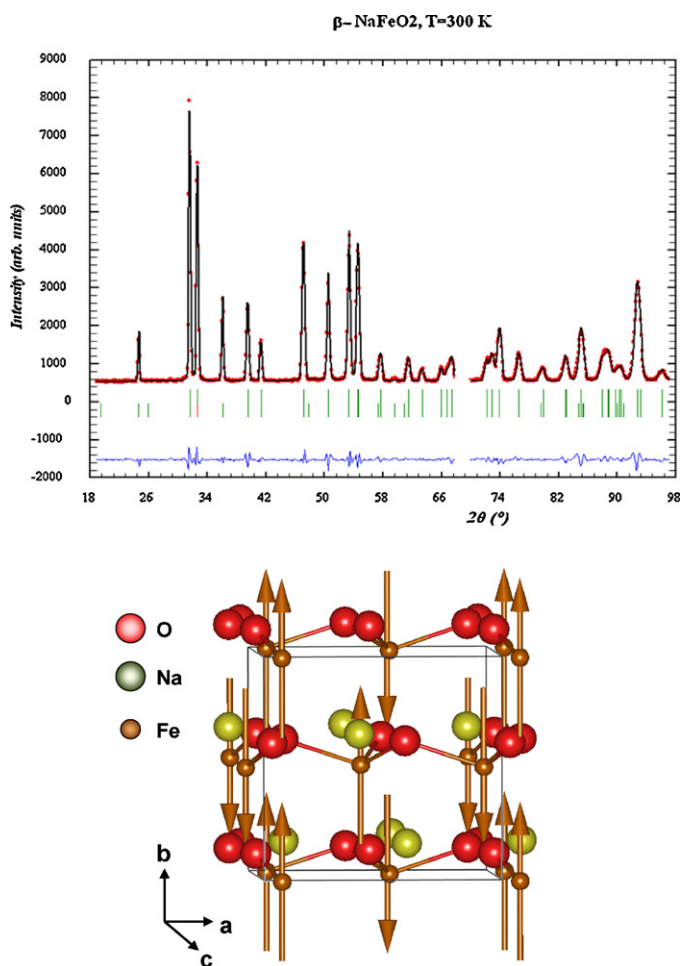 β– NaFeO2, T=300 K
9000
8000
7000
6000
5000
4000
3000
2000
1000
0
-1000
-2000
Intensity (arb. units)
18 26 34 42 50 58 66 74 82 90 98
2θ (°)
O
Na
Fe
b
a
c